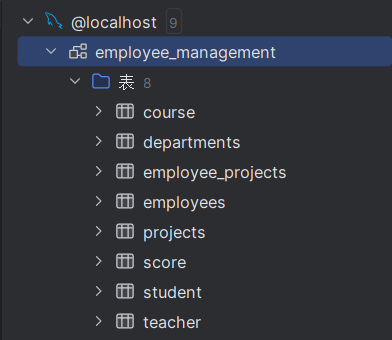 @localhost 9
employee_management
表 8
course
departments
employee_projects
employees
projects
score
student
teacher